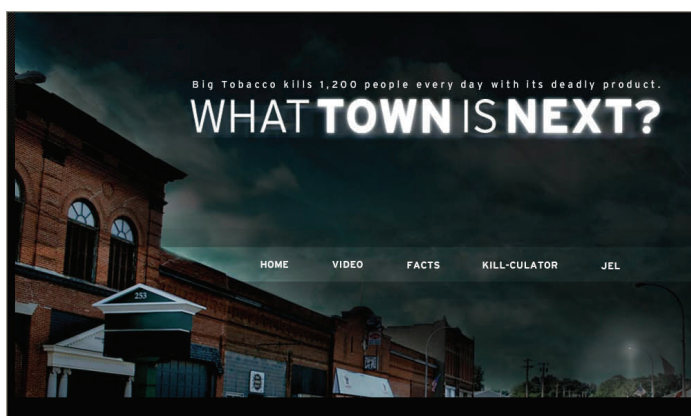 Big Tobacco kills 1,200 people every day with its deadly product.
WHAT TOWN IS NEXT?
HOME VIDEO FACTS KILL-CULATOR JEL
253